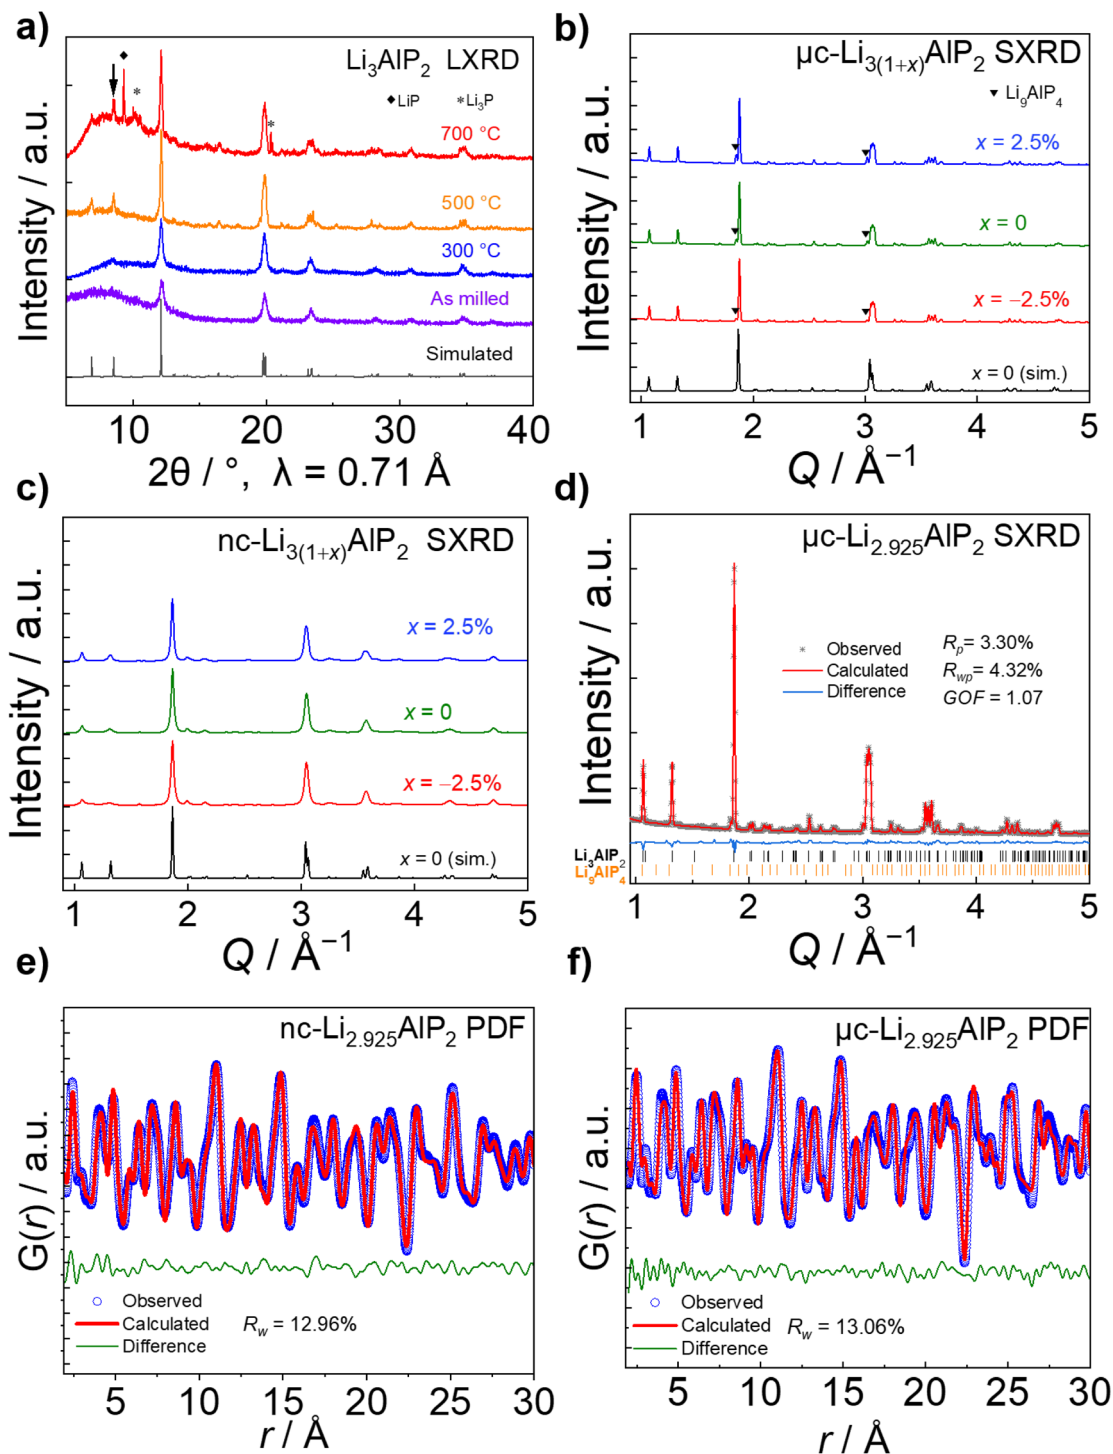 a)
Li₃AlP₂ LXRD
◆LiP *Li₃P
*
*
700 °C
500 °C
300 °C
As milled
Simulated
Intensity / a.u.
10 20 30 40
2θ / °, λ = 0.71 Å
b)
μc-Li₃₍₁₊ₓ₎AlP₂ SXRD
▼ Li₉AlP₄
x = 2.5%
x = 0
x = −2.5%
x = 0 (sim.)
Intensity / a.u.
1 2 3 4 5
Q / Å⁻¹
c)
nc-Li₃₍₁₊ₓ₎AlP₂ SXRD
x = 2.5%
x = 0
x = −2.5%
x = 0 (sim.)
Intensity / a.u.
1 2 3 4 5
Q / Å⁻¹
d)
μc-Li₂.₉₂₅AlP₂ SXRD
Observed Rₚ= 3.30%
Calculated R_wp= 4.32%
Difference GOF = 1.07
Li₃AlP₂
Li₉AlP₄
Intensity / a.u.
1 2 3 4 5
Q / Å⁻¹
e)
nc-Li₂.₉₂₅AlP₂ PDF
Observed
Calculated R_w = 12.96%
Difference
G(r) / a.u.
5 10 15 20 25 30
r / Å
f)
μc-Li₂.₉₂₅AlP₂ PDF
Observed
Calculated R_w = 13.06%
Difference
G(r) / a.u.
5 10 15 20 25 30
r / Å